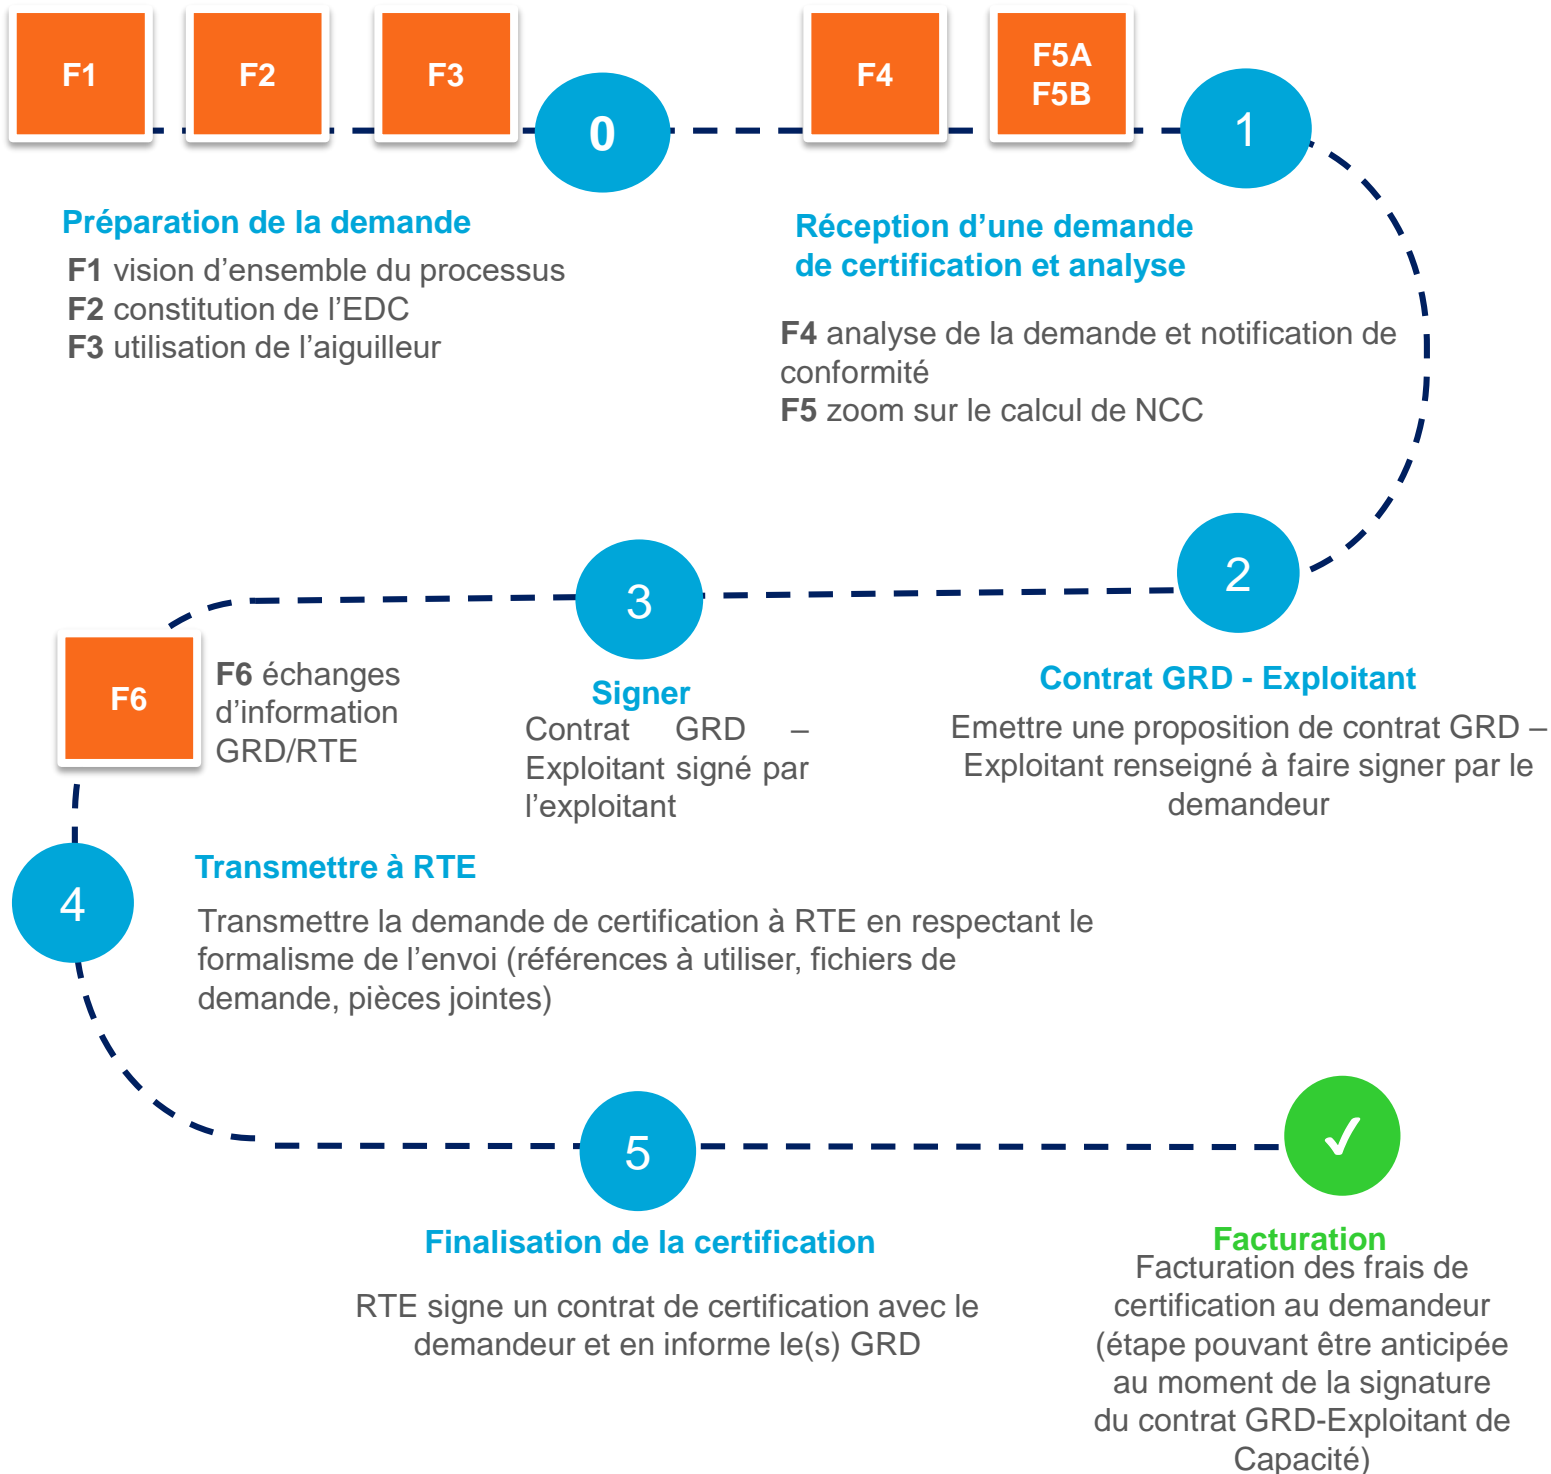 F1
F2
F3
0
F4
F5A
F5B
1
Préparation de la demande
F1 vision d’ensemble du processus
F2 constitution de l’EDC
F3 utilisation de l’aiguilleur
Réception d’une demande
de certification et analyse
F4 analyse de la demande et notification de
conformité
F5 zoom sur le calcul de NCC
2
Contrat GRD - Exploitant
Emettre une proposition de contrat GRD –
Exploitant renseigné à faire signer par le
demandeur
3
Signer
Contrat GRD –
Exploitant signé par
l’exploitant
F6
F6 échanges
d’information
GRD/RTE
4
Transmettre à RTE
Transmettre la demande de certification à RTE en respectant le
formalisme de l’envoi (références à utiliser, fichiers de
demande, pièces jointes)
5
Finalisation de la certification
RTE signe un contrat de certification avec le
demandeur et en informe le(s) GRD
Facturation
Facturation des frais de
certification au demandeur
(étape pouvant être anticipée
au moment de la signature
du contrat GRD-Exploitant de
Capacité)